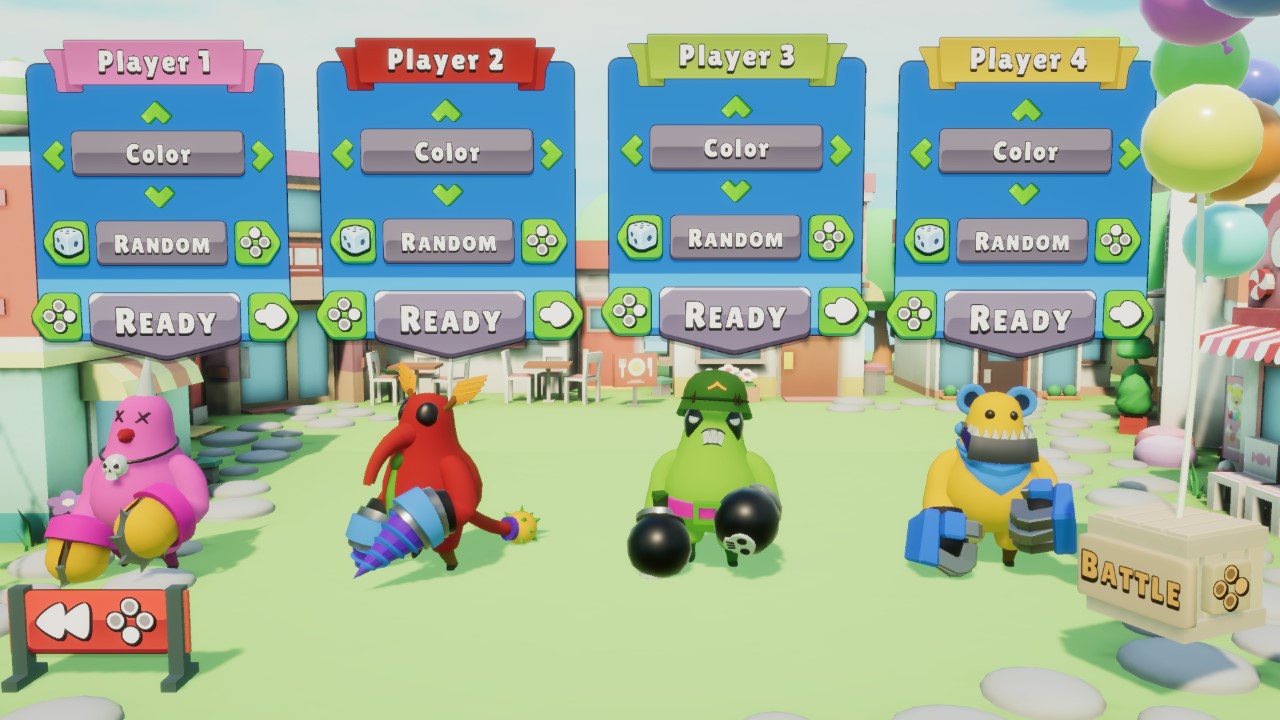 Player 1
Player 2
Player 3
Player 4
Color
Color
Color
Color
Random
Random
Random
Random
Ready
Ready
Ready
Ready
Battle